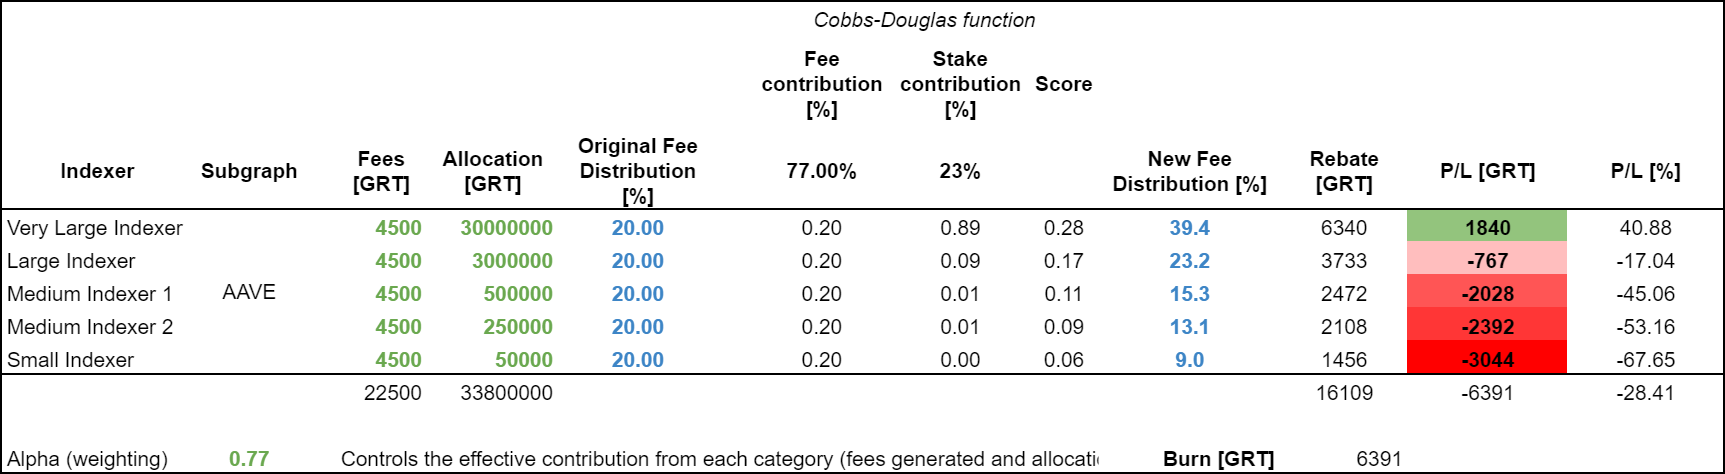 Cobbs-Douglas function
Fee contribution [%] Stake contribution [%] Score
Indexer Subgraph Fees [GRT] Allocation [GRT] Original Fee Distribution [%] 77.00% 23% New Fee Distribution [%] Rebate [GRT] P/L [GRT] P/L [%]
Very Large Indexer 4500 30000000 20.00 0.20 0.89 0.28 39.4 6340 1840 40.88
Large Indexer 4500 3000000 20.00 0.20 0.09 0.17 23.2 3733 -767 -17.04
Medium Indexer 1 AAVE 4500 500000 20.00 0.20 0.01 0.11 15.3 2472 -2028 -45.06
Medium Indexer 2 4500 250000 20.00 0.20 0.01 0.09 13.1 2108 -2392 -53.16
Small Indexer 4500 50000 20.00 0.20 0.00 0.06 9.0 1456 -3044 -67.65
22500 33800000 16109 -6391 -28.41
Alpha (weighting) 0.77 Controls the effective contribution from each category (fees generated and Burn [GRT] 6391